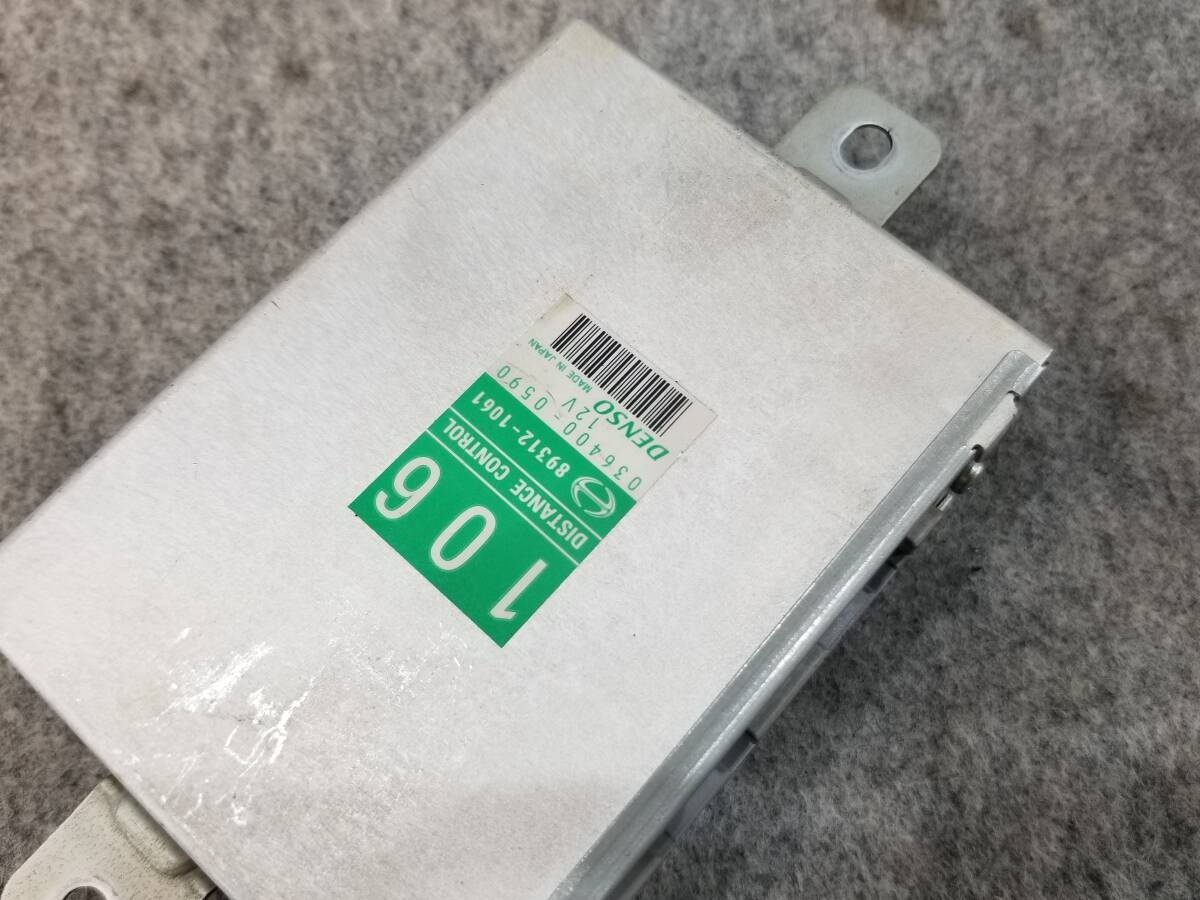 106
DISTANCE CONTROL
89312-1061
036400-0590
12V
DENSO
MADE IN JAPAN